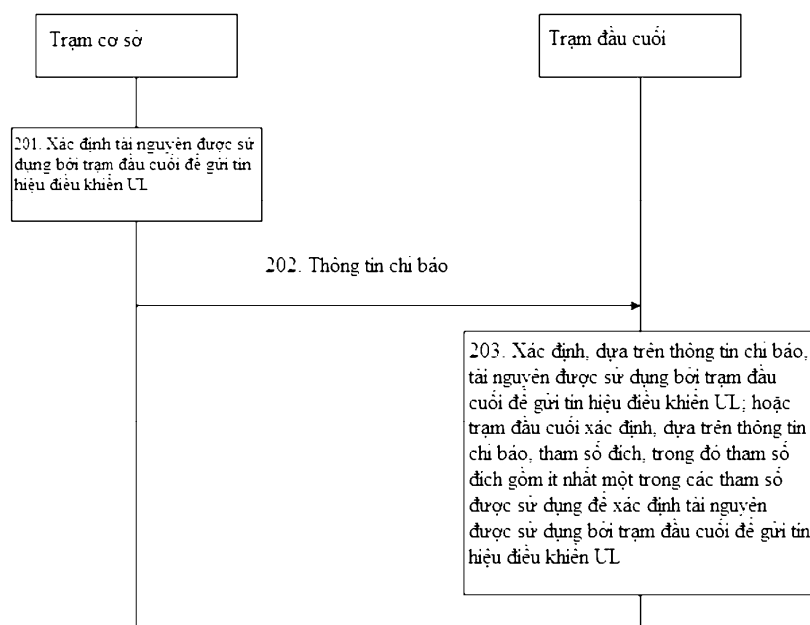 Trạm cơ sở
Trạm đầu cuối
201. Xác định tài nguyên được sử
dụng bởi trạm đầu cuối để gửi tín
hiệu điều khiển UL
202. Thông tin chỉ báo
203. Xác định, dựa trên thông tin chỉ báo,
tài nguyên được sử dụng bởi trạm đầu
cuối để gửi tín hiệu điều khiển UL; hoặc
trạm đầu cuối xác định, dựa trên thông tin
chỉ báo, tham số đích, trong đó tham số
đích gồm ít nhất một trong các tham số
được sử dụng để xác định tài nguyên
được sử dụng bởi trạm đầu cuối để gửi tín
hiệu điều khiển UL